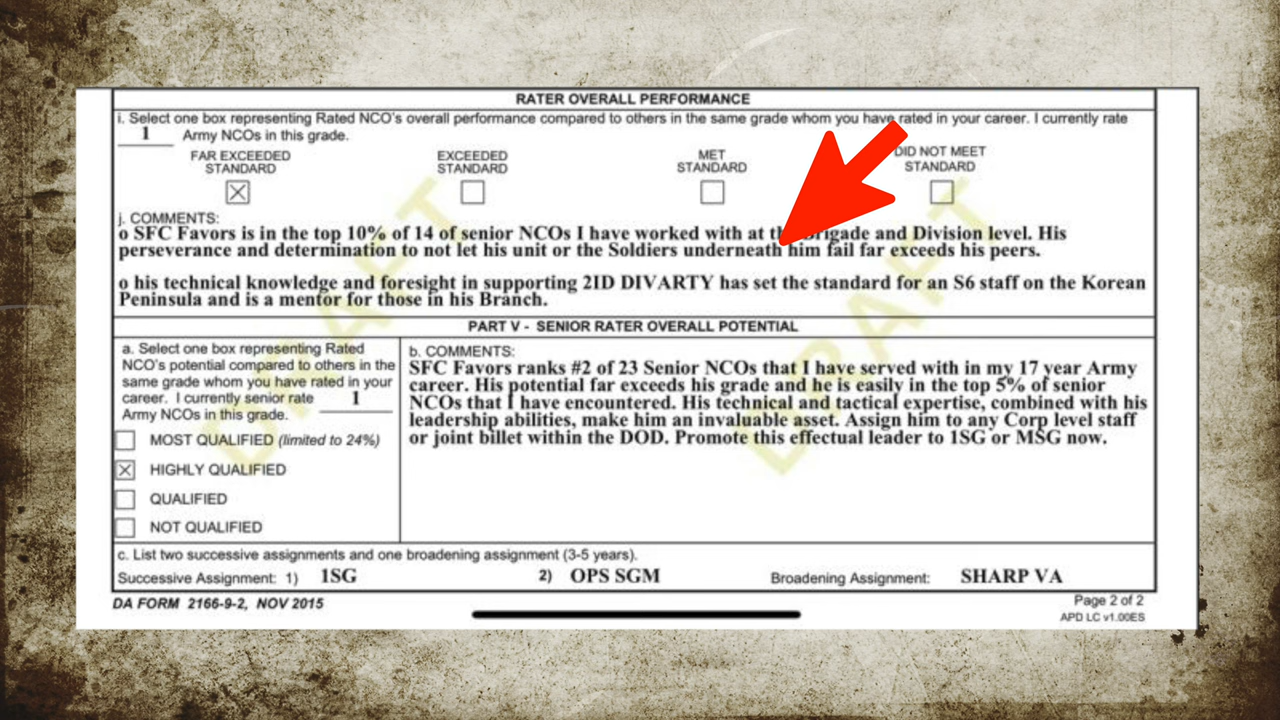 RATER OVERALL PERFORMANCE
i. Select one box representing Rated NCO's overall performance compared to others in the same grade whom you have rated in your career. I currently rate
1 Army NCOs in this grade.
FAR EXCEEDED STANDARD
EXCEEDED STANDARD
MET STANDARD
DID NOT MEET STANDARD
j. COMMENTS:
o SFC Favors is in the top 10% of 14 of senior NCOs I have worked with at and Division level. His
perseverance and determination to not let his unit or the Soldiers underneath him fail far exceeds his peers.
o his technical knowledge and foresight in supporting 2ID DIVARTY has set the standard for an S6 staff on the Korean
Peninsula and is a mentor for those in his Branch.
PART V - SENIOR RATER OVERALL POTENTIAL
a. Select one box representing Rated
NCO's potential compared to others in the
same grade whom you have rated in your
career. I currently senior rate 1
Army NCOs in this grade.
MOST QUALIFIED (limited to 24%)
HIGHLY QUALIFIED
QUALIFIED
NOT QUALIFIED
b. COMMENTS:
SFC Favors ranks #2 of 23 Senior NCOs that I have served with in my 17 year Army
career. His potential far exceeds his grade and he is easily in the top 5% of senior
NCOs that I have encountered. His technical and tactical expertise, combined with his
leadership abilities, make him an invaluable asset. Assign him to any Corp level staff
or joint billet within the DOD. Promote this effectual leader to 1SG or MSG now.
c. List two successive assignments and one broadening assignment (3-5 years).
Successive Assignment: 1) 1SG 2) OPS SGM Broadening Assignment: SHARP VA
DA FORM 2166-9-2, NOV 2015
Page 2 of 2
APD LC v1.00ES
DRAFT
DRAFT